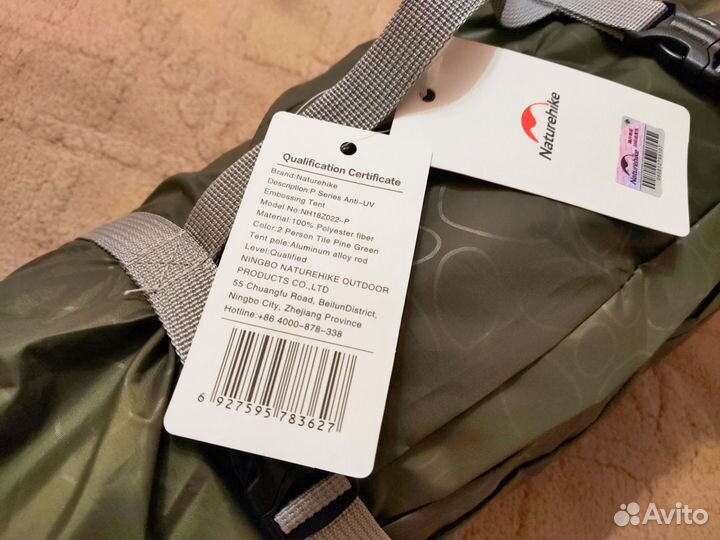 Qualification Certificate
Brand:Naturehike
Description:P Series Anti-UV
Embossing Tent
Model No:NH18Z022-P
Material:100% Polyester fiber
Color:2 Person Tile Pine Green
Tent pole:Aluminum alloy rod
Level:Qualified
NINGBO NATUREHIKE OUTDOOR
PRODUCTS CO.,LTD
55 Chuangfu Road, BeilunDistrict,
Ningbo City, Zhejiang Province
Hotline:+86 4000-878-338
6 927595 783627
Naturehike
Naturehike
Avito